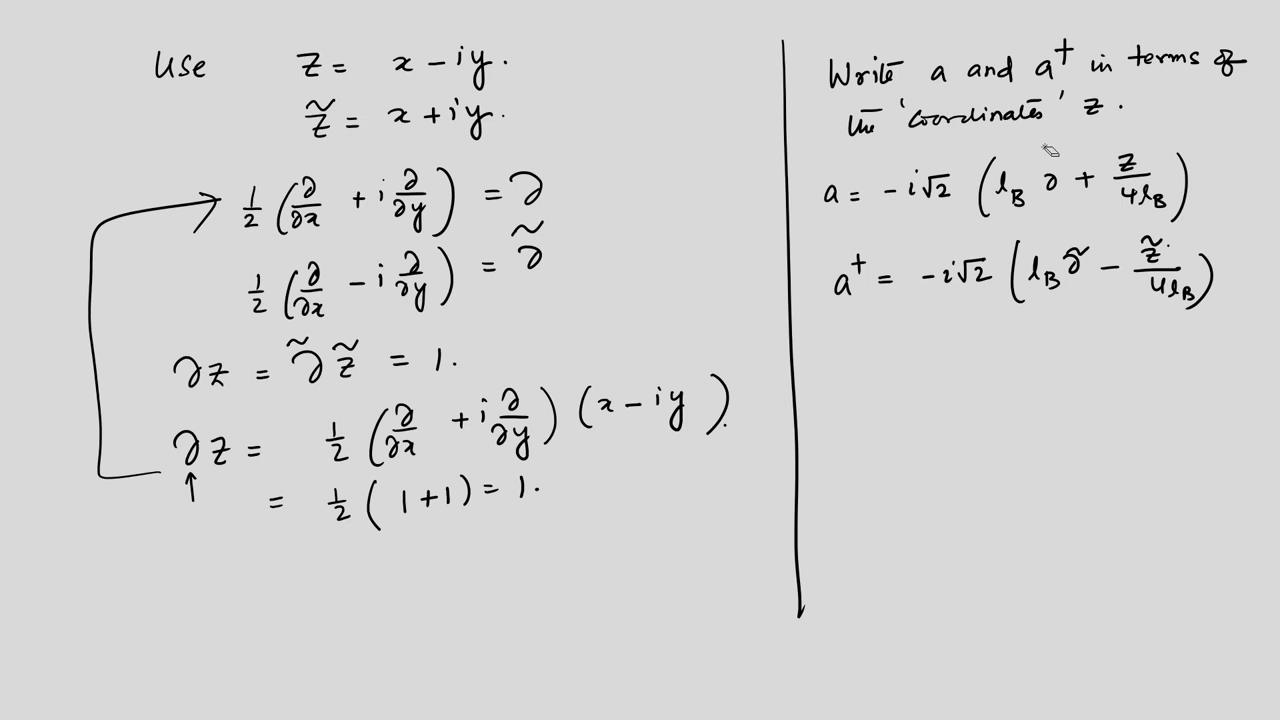 Use z = x - iy.
z̃ = x + iy.
1/2 (∂/∂x + i ∂/∂y) = ∂
1/2 (∂/∂x - i ∂/∂y) = ∂̃
∂z = ∂̃ z̃ = 1.
∂z = 1/2 (∂/∂x + i ∂/∂y) (x - iy).
= 1/2 (1+1) = 1.
Write a and a† in terms of
the 'coordinates' z.
a = -i√2 (l_B ∂ + z/4l_B)
a† = -i√2 (l_B ∂̃ - z̃/4l_B)